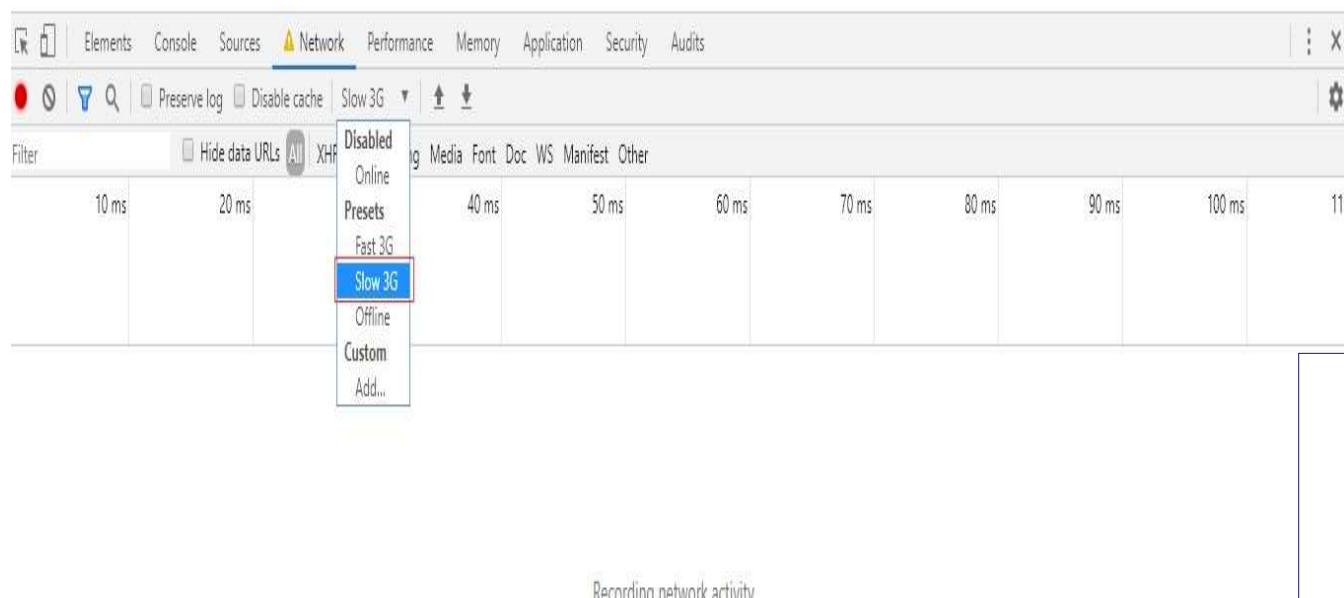 Elements Console Sources Network Performance Memory Application Security Audits
Preserve log Disable cache Slow 3G
Filter Hide data URLs All XHR Media Font Doc WS Manifest Other
Disabled
Online
Presets
Fast 3G
Slow 3G
Offline
Custom
Add...
10 ms 20 ms 40 ms 50 ms 60 ms 70 ms 80 ms 90 ms 100 ms 11
Recording network activity